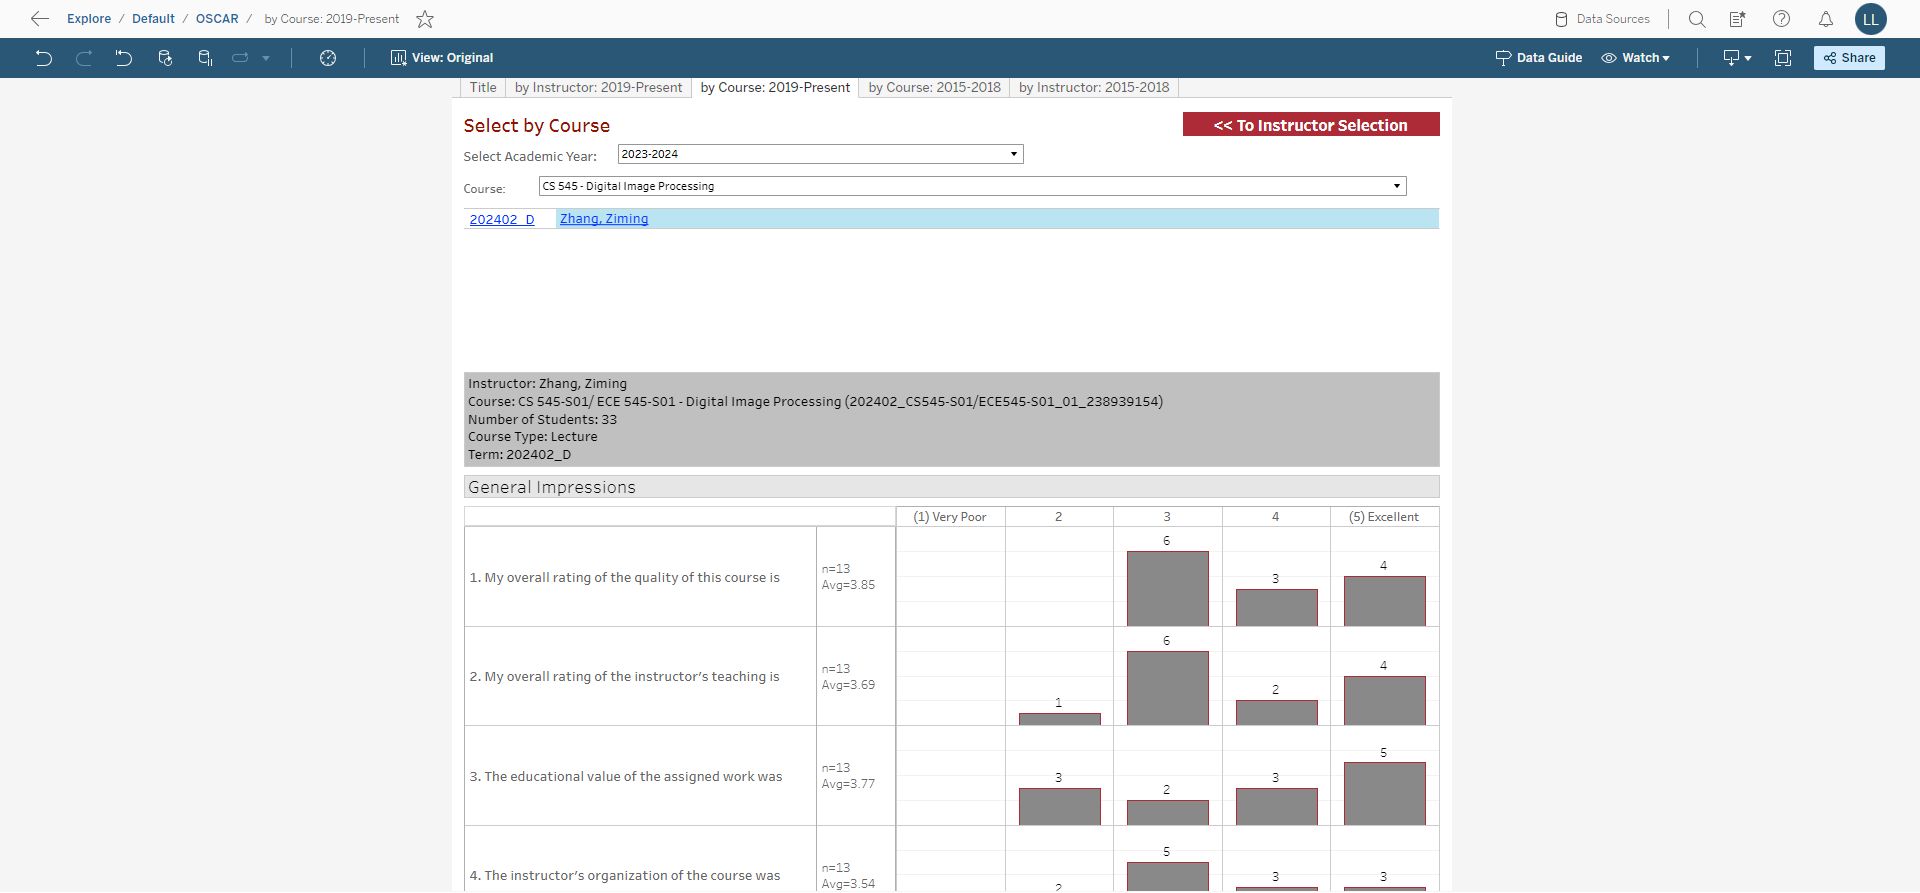 Explore / Default / OSCAR / by Course: 2019-Present
Data Sources
LL
View: Original
Data Guide
Watch
Share
Title
by Instructor: 2019-Present
by Course: 2019-Present
by Course: 2015-2018
by Instructor: 2015-2018
Select by Course
<< To Instructor Selection
Select Academic Year:
2023-2024
Course:
CS 545 - Digital Image Processing
202402_D
Zhang, Ziming
Instructor: Zhang, Ziming
Course: CS 545-S01/ ECE 545-S01 - Digital Image Processing (202402_CS545-S01/ECE545-S01_01_238939154)
Number of Students: 33
Course Type: Lecture
Term: 202402_D
General Impressions
(1) Very Poor
2
3
4
(5) Excellent
1. My overall rating of the quality of this course is
n=13
Avg=3.85
6
3
4
2. My overall rating of the instructor's teaching is
n=13
Avg=3.69
1
6
2
4
3. The educational value of the assigned work was
n=13
Avg=3.77
3
2
3
5
4. The instructor's organization of the course was
n=13
Avg=3.54
2
5
3
3